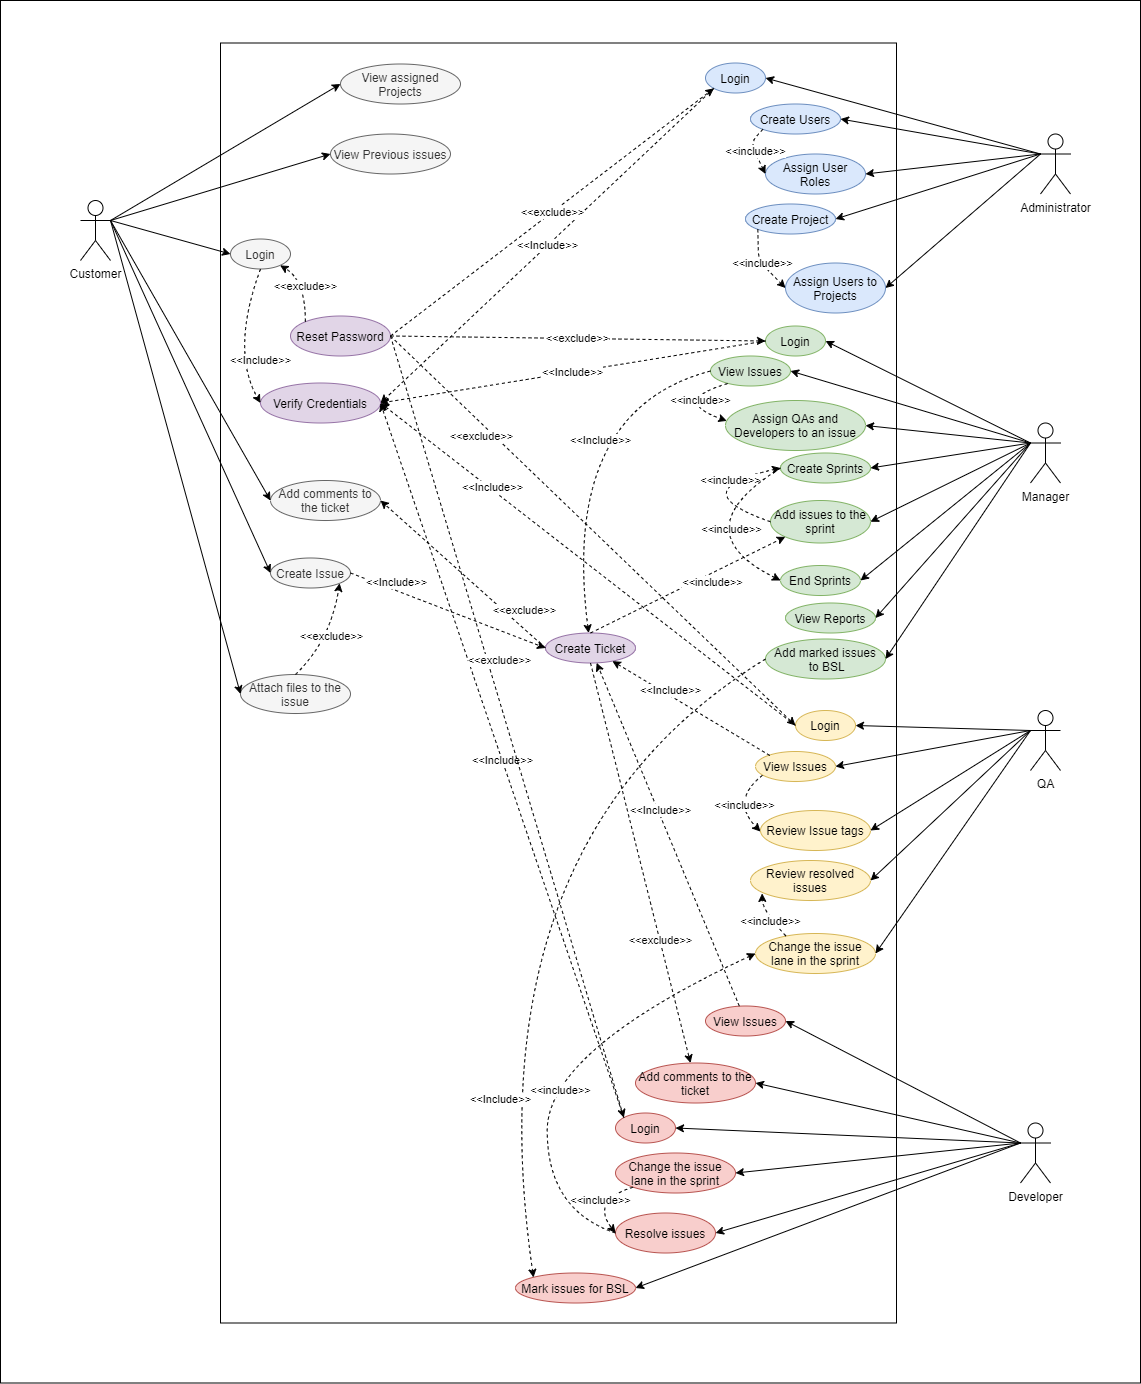 View assigned
Projects
Login
Create Users
View Previous issues
<<include>>
Assign User
Roles
Administrator
<<exclude>>
Create Project
<<Include>>
Login
<<include>>
Customer
<<exclude>>
Assign Users to
Projects
Reset Password
<<exclude>>
Login
<<Include>>
<<Include>>
View Issues
Verify Credentials
<<include>>
Assign QAs and
Developers to an issue
<<exclude>>
<<Include>>
Create Sprints
<<include>>
<<Include>>
Manager
Add comments to
the ticket
Add issues to the
sprint
<<include>>
Create Issue
<<Include>>
<<include>>
End Sprints
<<exclude>>
View Reports
<<exclude>>
Create Ticket
Add marked issues
to BSL
<<exclude>>
Attach files to the
issue
<<Include>>
Login
<<Include>>
View Issues
QA
<<include>>
<<Include>>
Review Issue tags
Review resolved
issues
<<include>>
<<exclude>>
Change the issue
lane in the sprint
View Issues
Add comments to the
ticket
<<include>>
<<Include>>
Login
Change the issue
lane in the sprint
Developer
<<include>>
Resolve issues
Mark issues for BSL